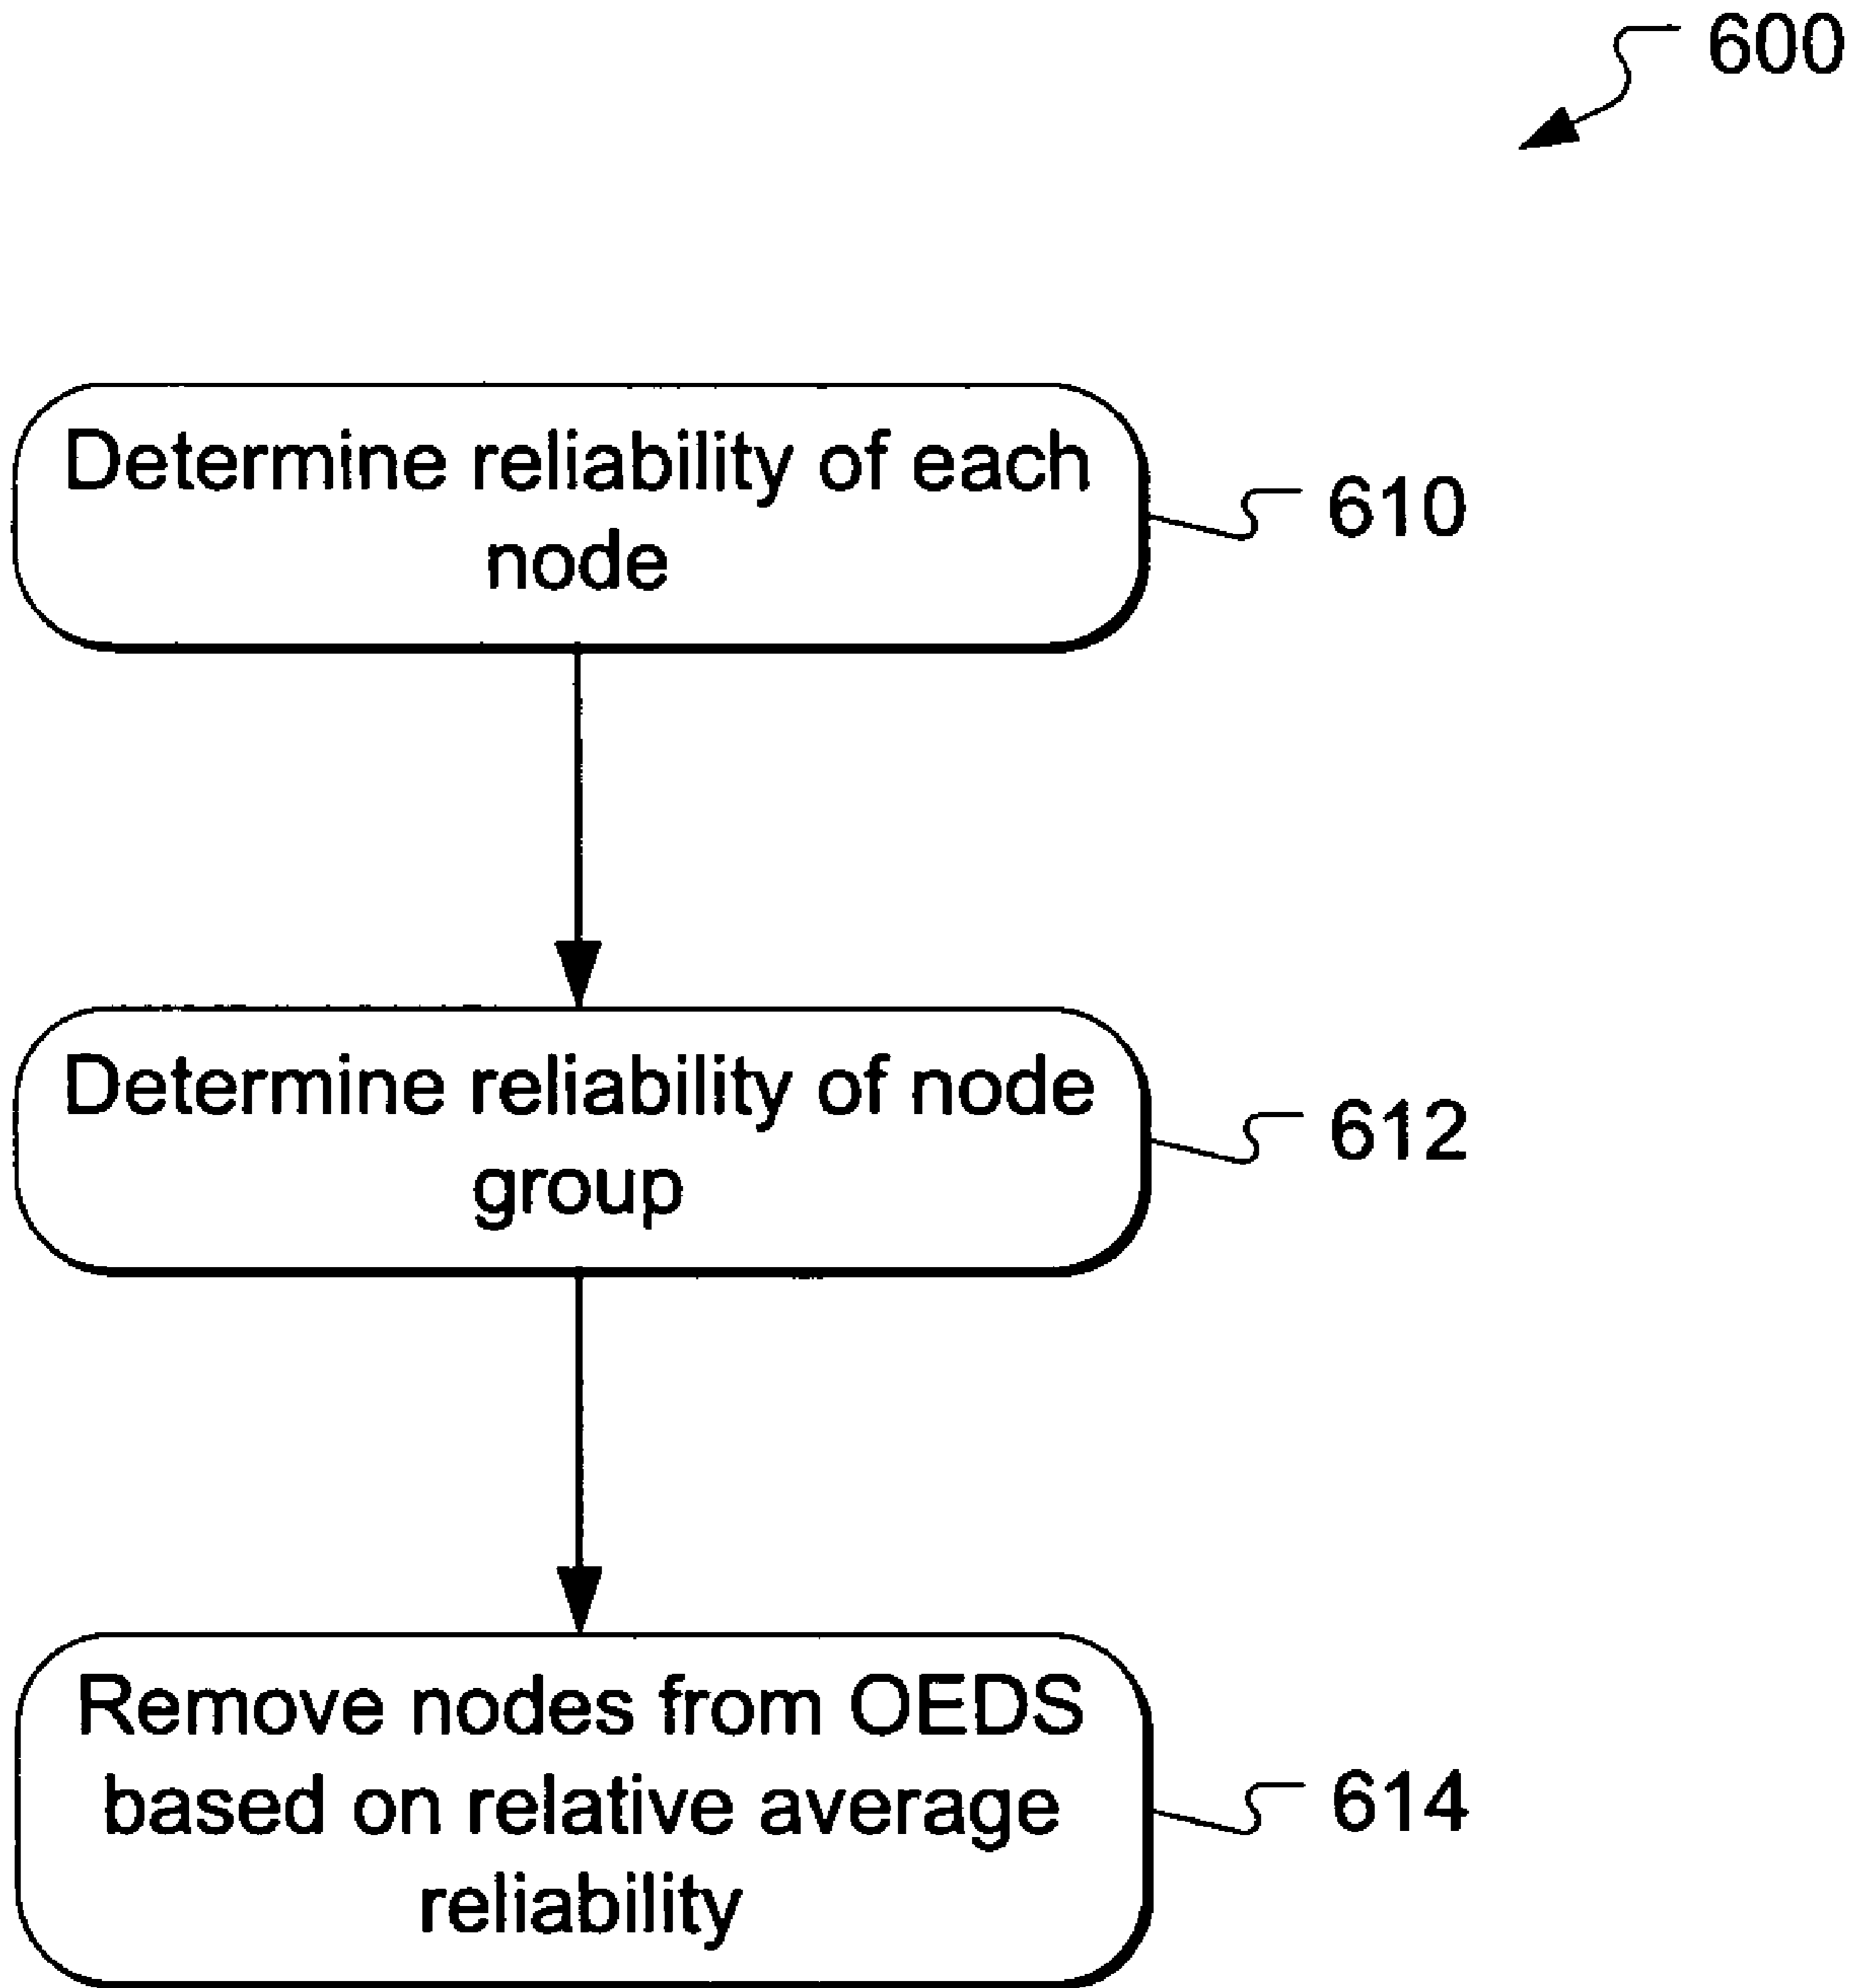 600
Determine reliability of each
node
610
Determine reliability of node
group
612
Remove nodes from OEDS
based on relative average
reliability
614